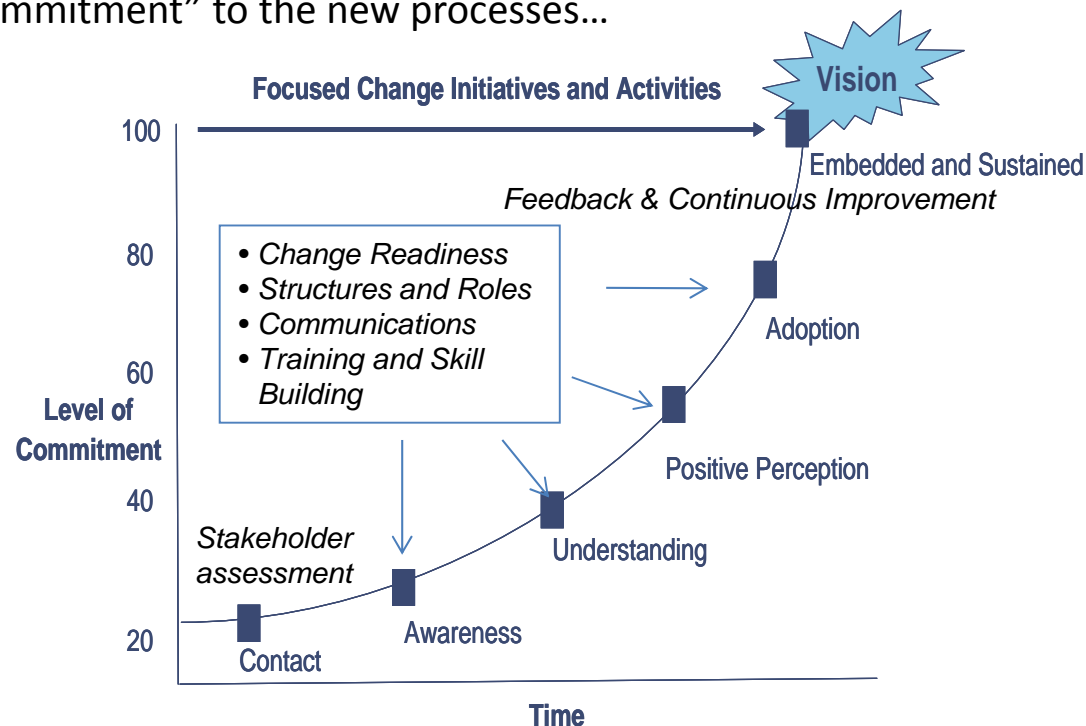 mmitment” to the new processes…
Vision
Focused Change Initiatives and Activities
100
Embedded and Sustained
Feedback & Continuous Improvement
• Change Readiness
• Structures and Roles
• Communications
• Training and Skill
Building
80
Adoption
60
Level of
Commitment
Positive Perception
40
Stakeholder
assessment
Understanding
Awareness
20
Contact
Time